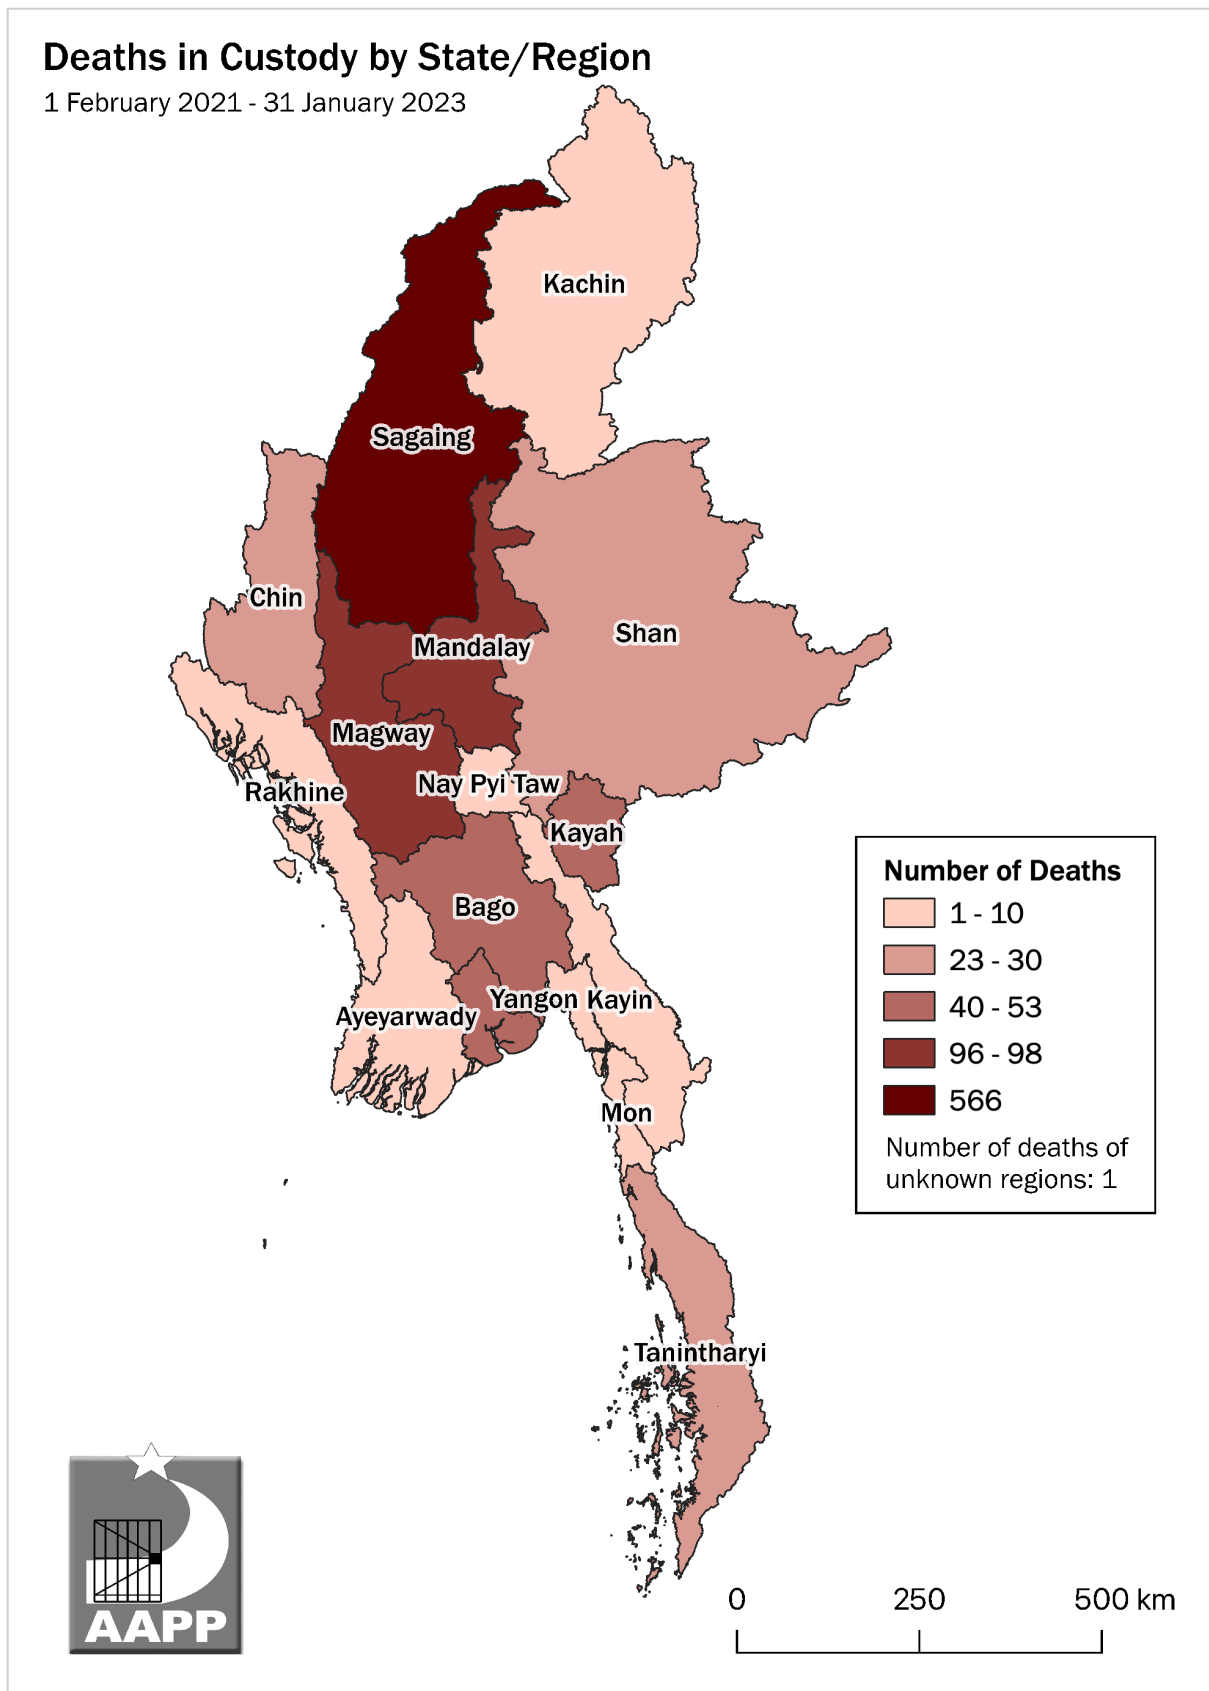 Deaths in Custody by State/Region
1 February 2021 - 31 January 2023
Kachin
Sagaing
Chin
Shan
Mandalay
Magway
Nay Pyi Taw
Rakhine
Kayah
Bago
Yangon
Kayin
Ayeyarwady
Mon
Tanintharyi
Number of Deaths
1 - 10
23 - 30
40 - 53
96 - 98
566
Number of deaths of
unknown regions: 1
AAPP
0 250 500 km